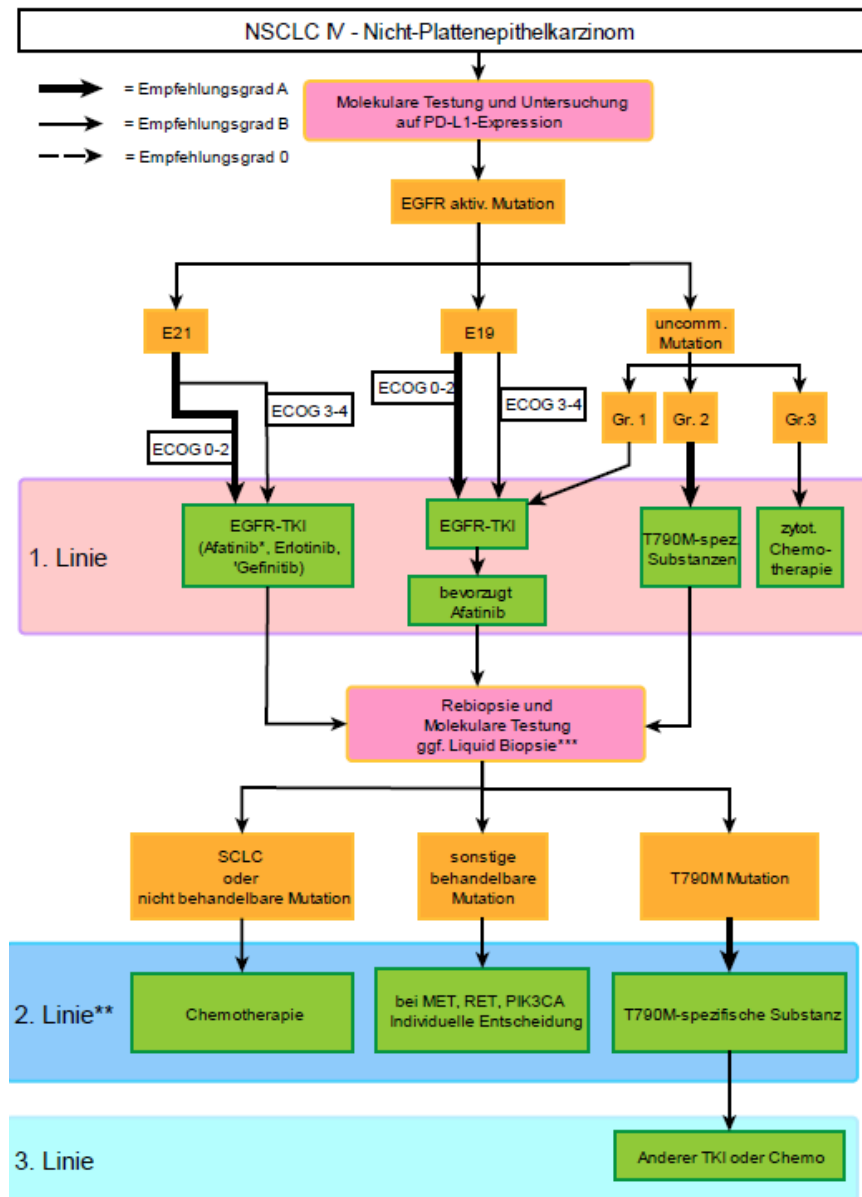 NSCLC IV - Nicht-Plattenepithelkarzinom
= Empfehlungsgrad A
= Empfehlungsgrad B
= Empfehlungsgrad 0
Molekulare Testung und Untersuchung
auf PD-L1-Expression
EGFR aktiv. Mutation
E21
E19
uncomm.
Mutation
ECOG 0-2
ECOG 3-4
ECOG 0-2
ECOG 3-4
Gr. 1
Gr. 2
Gr.3
1. Linie
EGFR-TKI
(Afatinib*, Erlotinib,
'Gefinitib)
EGFR-TKI
bevorzugt
Afatinib
T790M-spez.
Substanzen
zytot.
Chemo-
therapie
Rebiopsie und
Molekulare Testung
ggf. Liquid Biopsie***
SCLC
oder
nicht behandelbare Mutation
sonstige
behandelbare
Mutation
T790M Mutation
2. Linie**
Chemotherapie
bei MET, RET, PIK3CA
Individuelle Entscheidung
T790M-spezifische Substanz
3. Linie
Anderer TKI oder Chemo